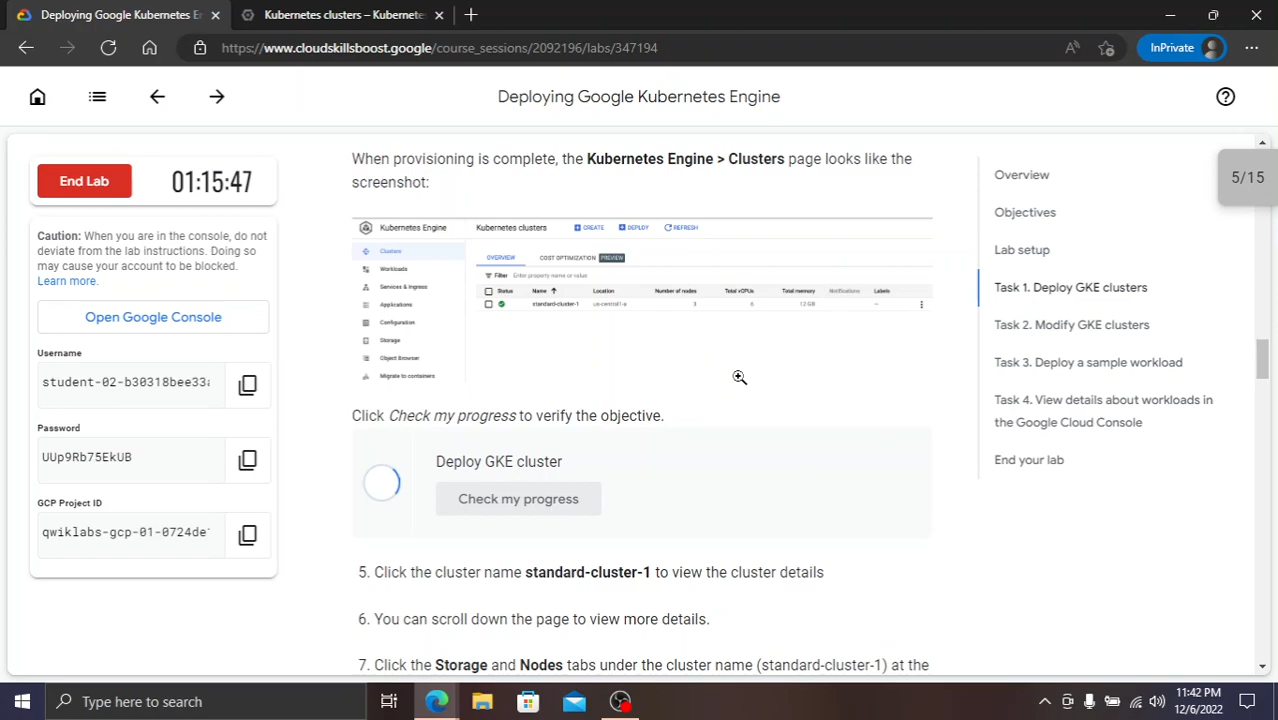 Deploying Google Kubernetes Er
Kubernetes clusters – Kubernete
https://www.cloudskillsboost.google/course_sessions/2092196/labs/347194
InPrivate
Deploying Google Kubernetes Engine
End Lab
01:15:47
Caution: When you are in the console, do not
deviate from the lab instructions. Doing so
may cause your account to be blocked.
Learn more.
Open Google Console
Username
student-02-b30318bee33a
Password
UUp9Rb75EkUB
GCP Project ID
qwiklabs-gcp-01-0724de
When provisioning is complete, the Kubernetes Engine > Clusters page looks like the
screenshot:
Kubernetes Engine
Kubernetes clusters
CREATE
DEPLOY
REFRESH
Clusters
Workloads
Services & Ingress
Applications
Configuration
Storage
Object Browser
Migrate to containers
OVERVIEW
COST OPTIMIZATION PREVIEW
Filter Enter property name or value
Status Name Location Number of nodes Total vCPUs Total memory Notifications Labels
standard-cluster-1 us-central1-a 3 6 12 GB – 
Click Check my progress to verify the objective.
Deploy GKE cluster
Check my progress
5. Click the cluster name standard-cluster-1 to view the cluster details
6. You can scroll down the page to view more details.
7. Click the Storage and Nodes tabs under the cluster name (standard-cluster-1) at the
5/15
Overview
Objectives
Lab setup
Task 1. Deploy GKE clusters
Task 2. Modify GKE clusters
Task 3. Deploy a sample workload
Task 4. View details about workloads in
the Google Cloud Console
End your lab
Type here to search
11:42 PM
12/6/2022